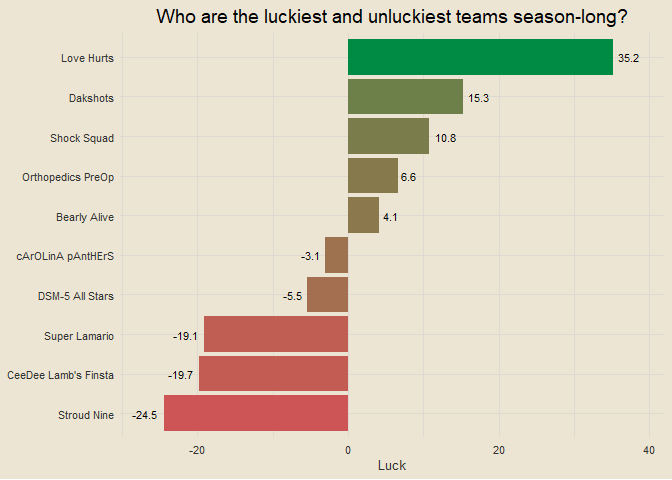 Who are the luckiest and unluckiest teams season-long?
Love Hurts 35.2
Dakshots 15.3
Shock Squad 10.8
Orthopedics PreOp 6.6
Bearly Alive 4.1
cArOLinA pAntHErS -3.1
DSM-5 All Stars -5.5
Super Lamario -19.1
CeeDee Lamb's Finsta -19.7
Stroud Nine -24.5
-20 0 20 40
Luck